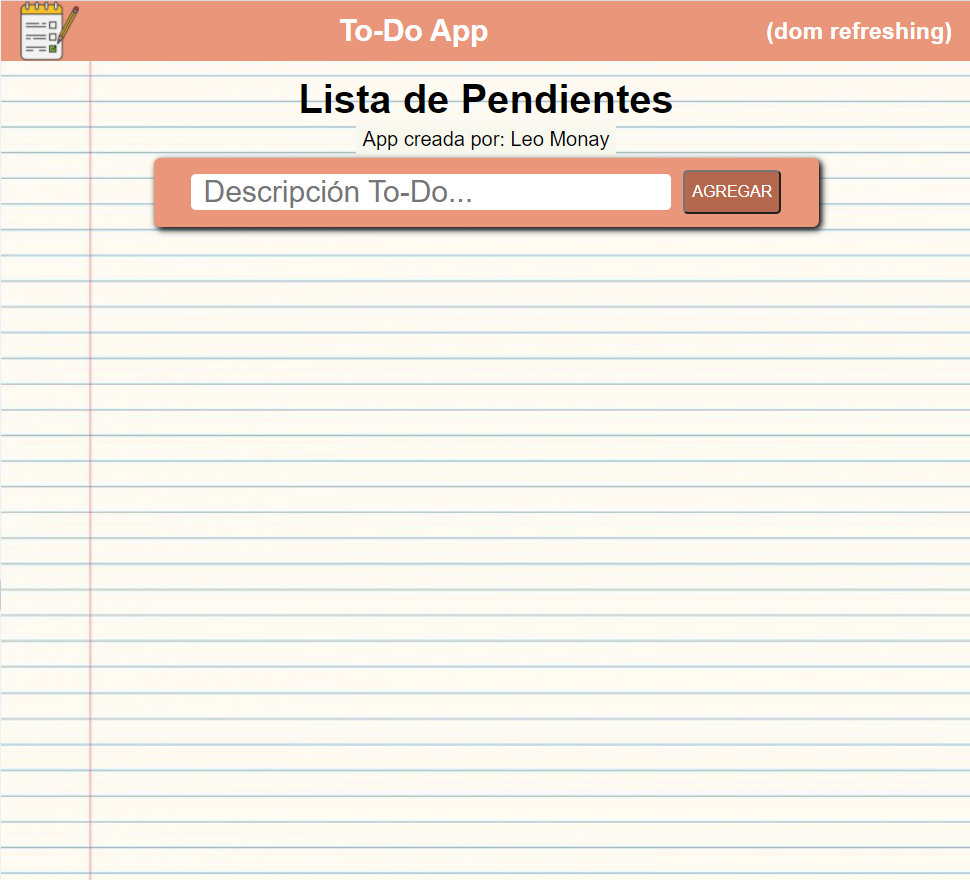 To-Do App
(dom refreshing)
Lista de Pendientes
App creada por: Leo Monay
Descripción To-Do...
AGREGAR